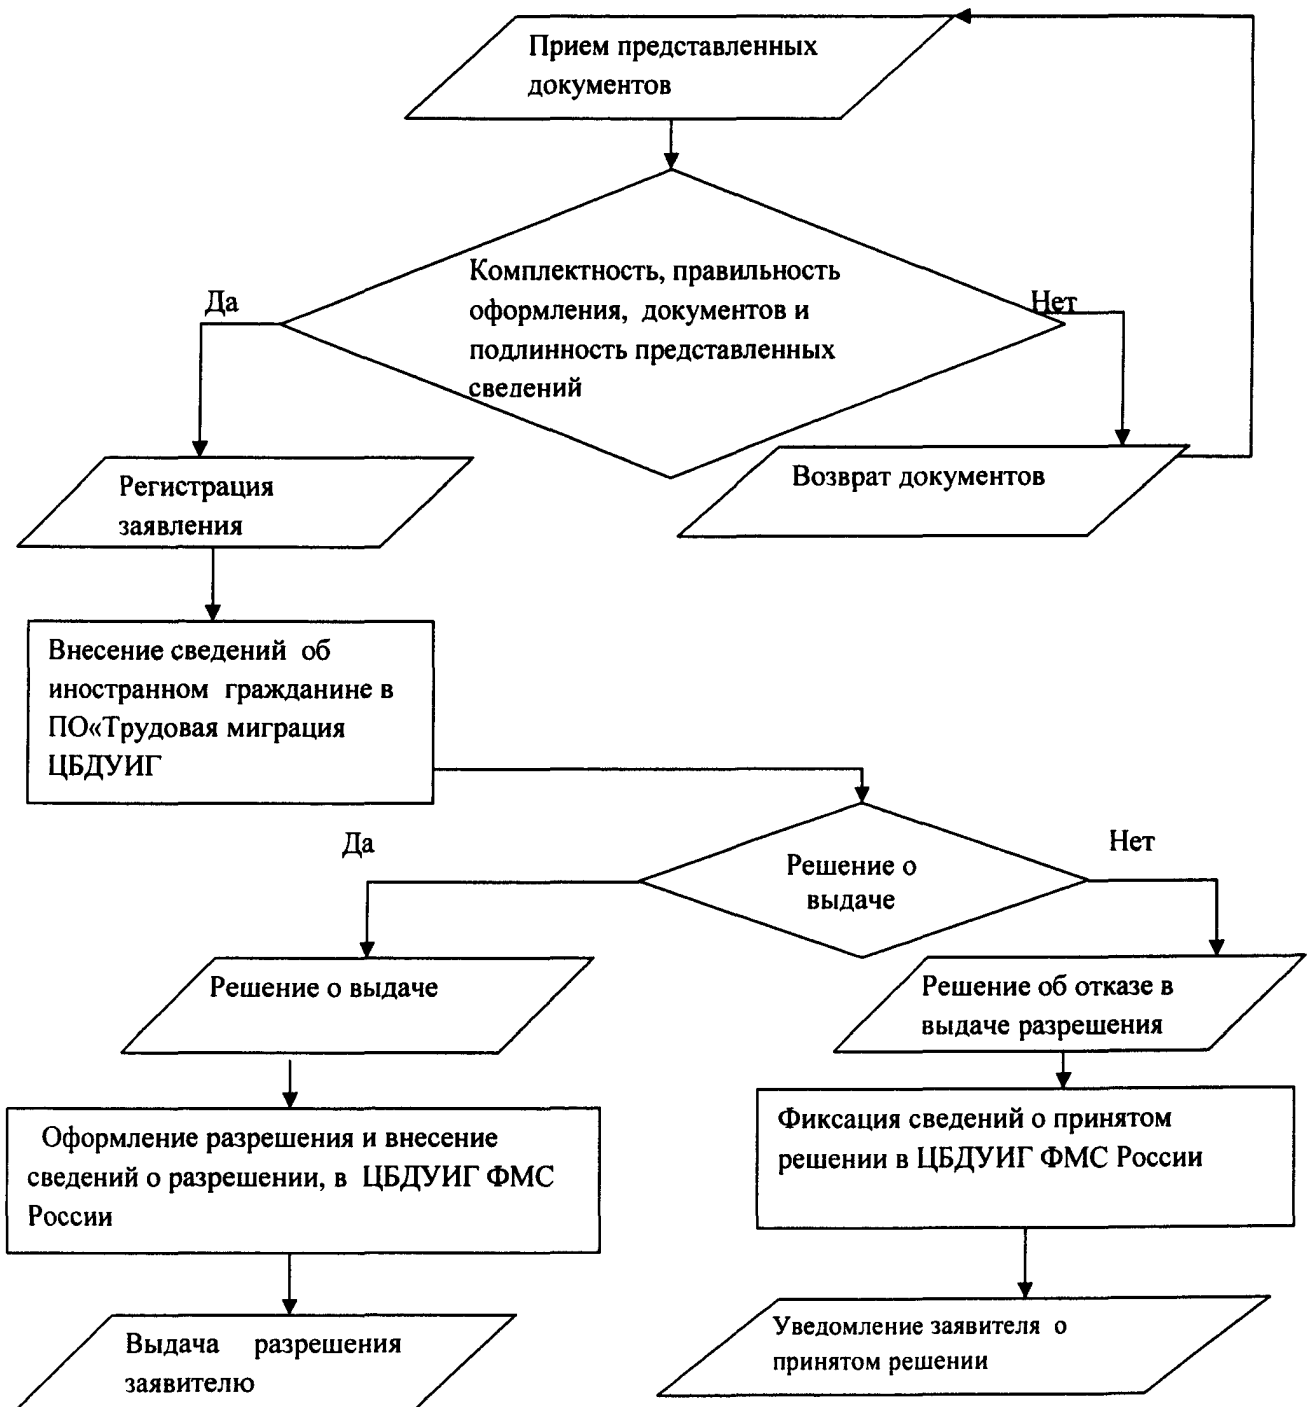 Прием представленных
документов
Комплектность, правильность
оформления, документов и
подлинность представленных
сведений
Да
Нет
Регистрация
заявления
Возврат документов
Внесение сведений об
иностранном гражданине в
ПО«Трудовая миграция
ЦБДУИГ
Да
Нет
Решение о
выдаче
Решение о выдаче
Решение об отказе в
выдаче разрешения
Оформление разрешения и внесение
сведений о разрешении, в ЦБДУИГ ФМС
России
Фиксация сведений о принятом
решении в ЦБДУИГ ФМС России
Выдача разрешения
заявителю
Уведомление заявителя о
принятом решении